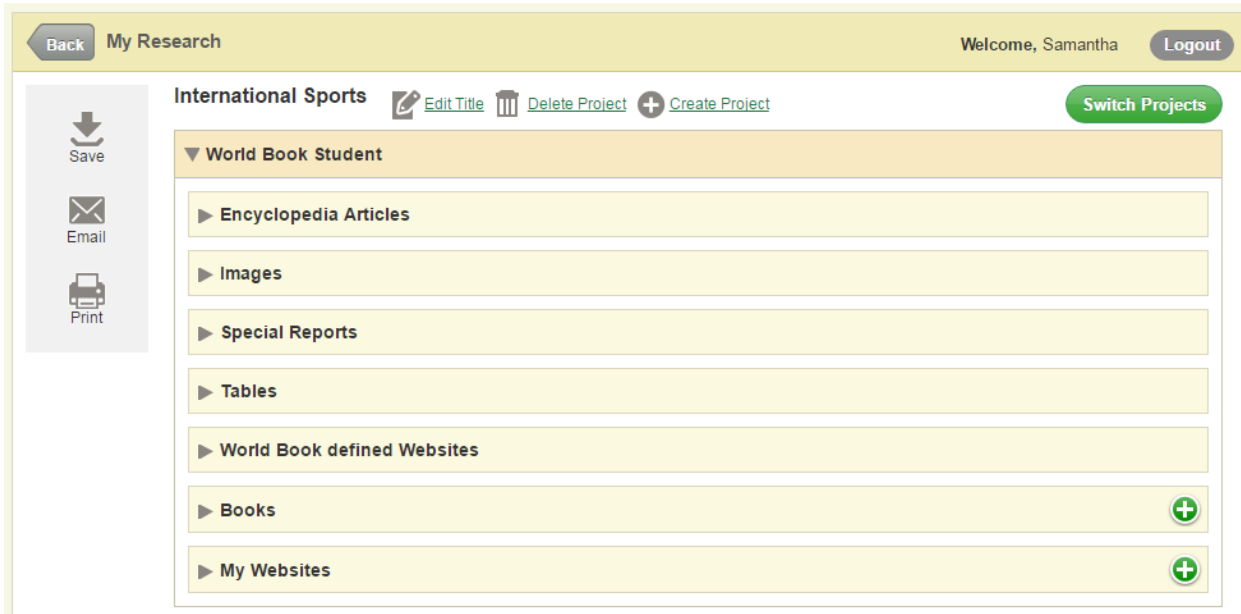 Back My Research Welcome, Samantha Logout
International Sports Edit Title Delete Project Create Project Switch Projects
Save
World Book Student
Email
Encyclopedia Articles
Images
Print
Special Reports
Tables
World Book defined Websites
Books
My Websites